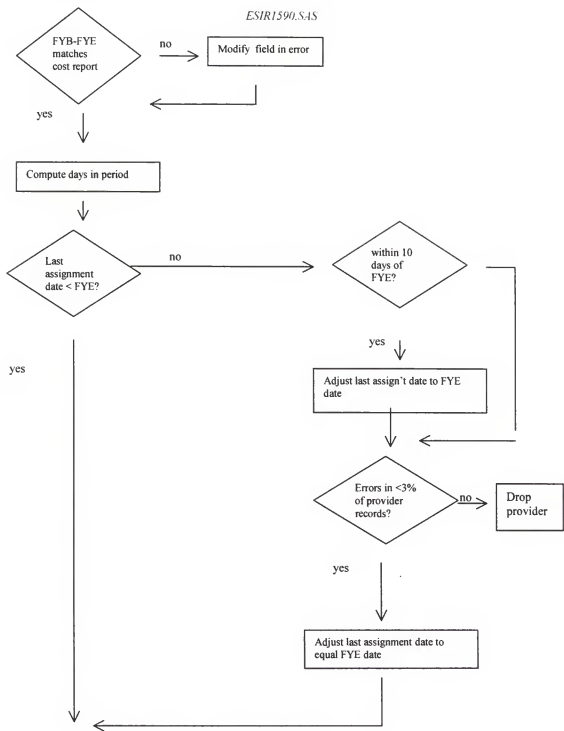 ESIR1590.SAS
FYB-FYE
matches
cost report
no
Modify field in error
yes
Compute days in period
Last
assignment
date < FYE?
no
within 10
days of
FYE?
yes
yes
Adjust last assign't date to FYE
date
Errors in <3%
of provider
records?
no
Drop
provider
yes
Adjust last assignment date to
equal FYE date